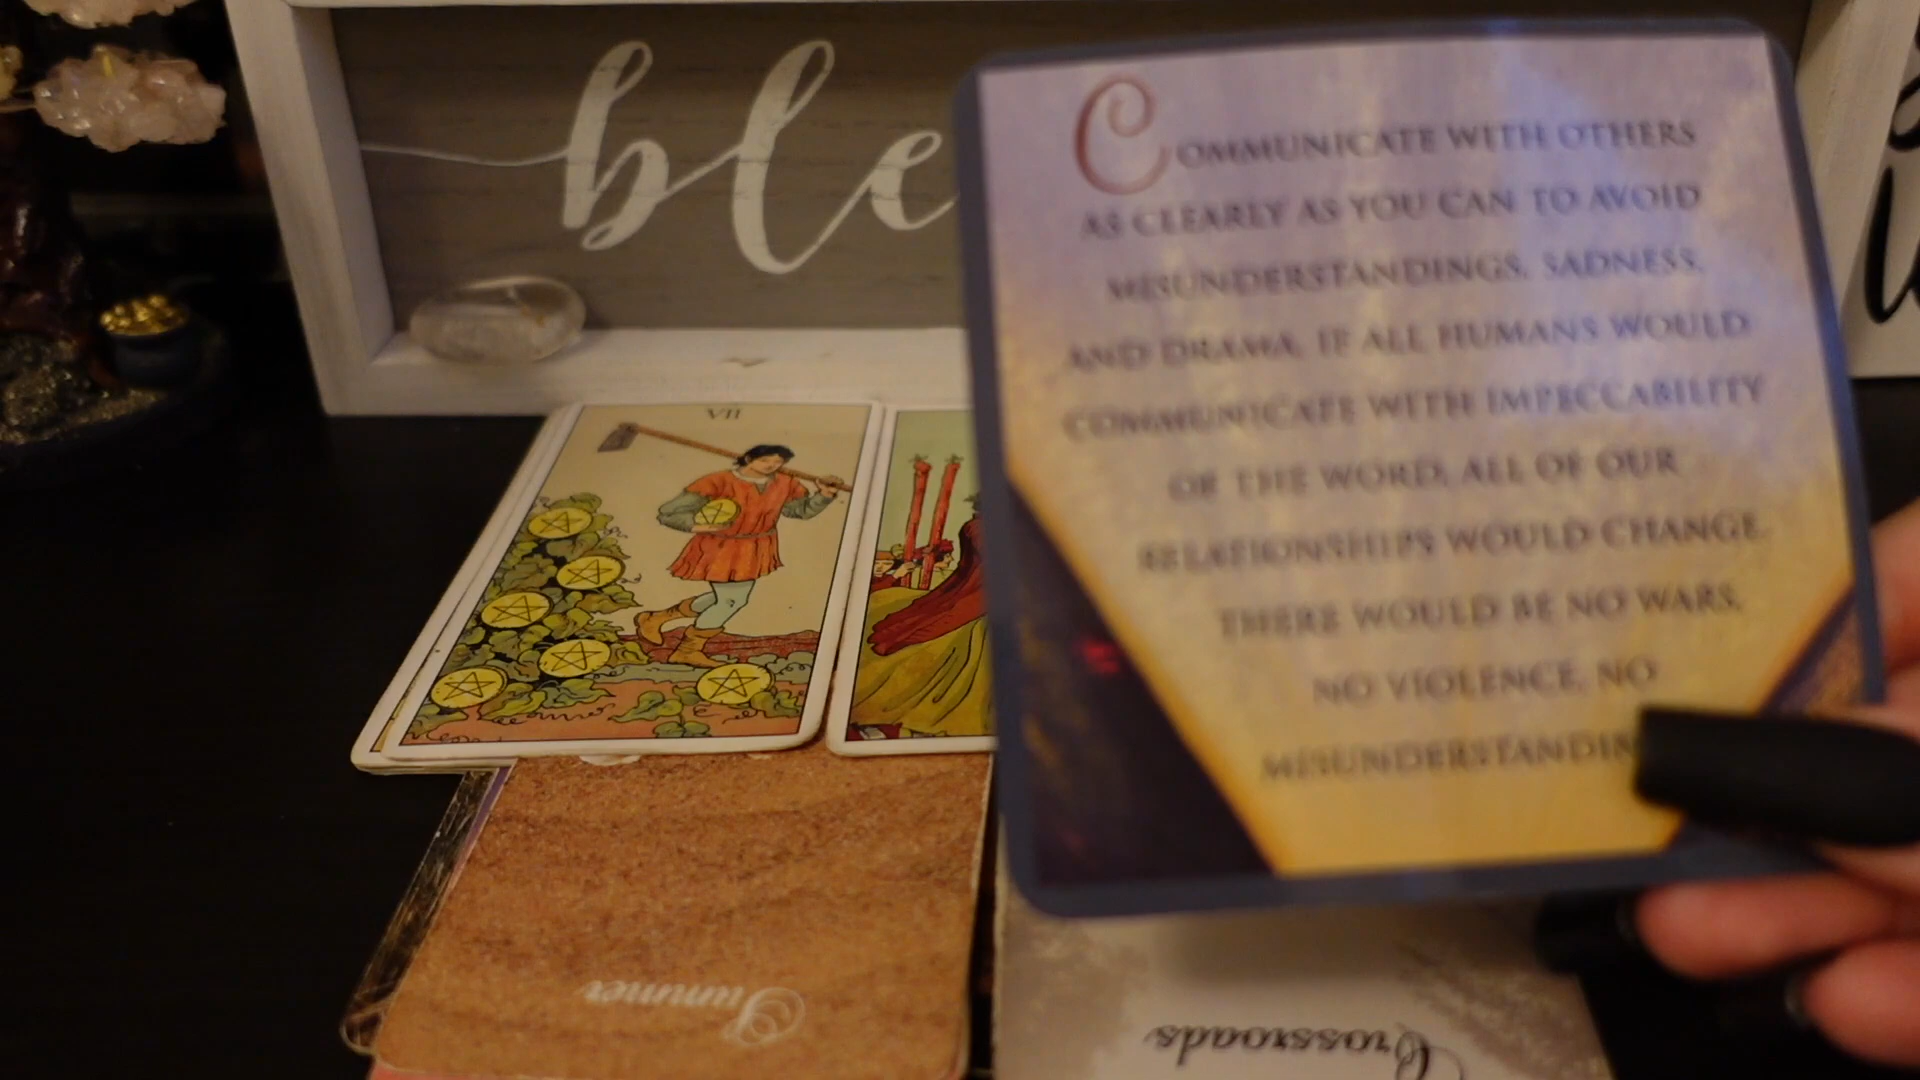 ble
COMMUNICATE WITH OTHERS
AS CLEARLY AS YOU CAN TO AVOID
MISUNDERSTANDINGS, SADNESS,
AND DRAMA. IF ALL HUMANS WOULD
COMMUNICATE WITH IMPECCABILITY
OF THE WORD, ALL OF OUR
RELATIONSHIPS WOULD CHANGE.
THERE WOULD BE NO WARS,
NO VIOLENCE, NO
MISUNDERSTANDIN
VII
Summer
Crossroads